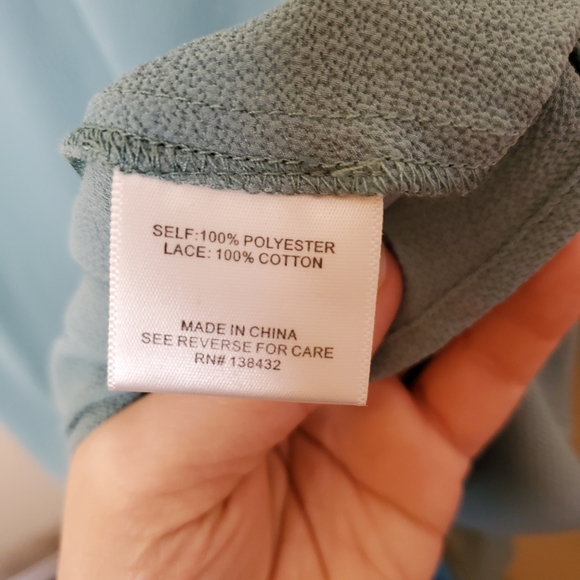 SELF:100% POLYESTER
LACE: 100% COTTON
MADE IN CHINA
SEE REVERSE FOR CARE
RN# 138432